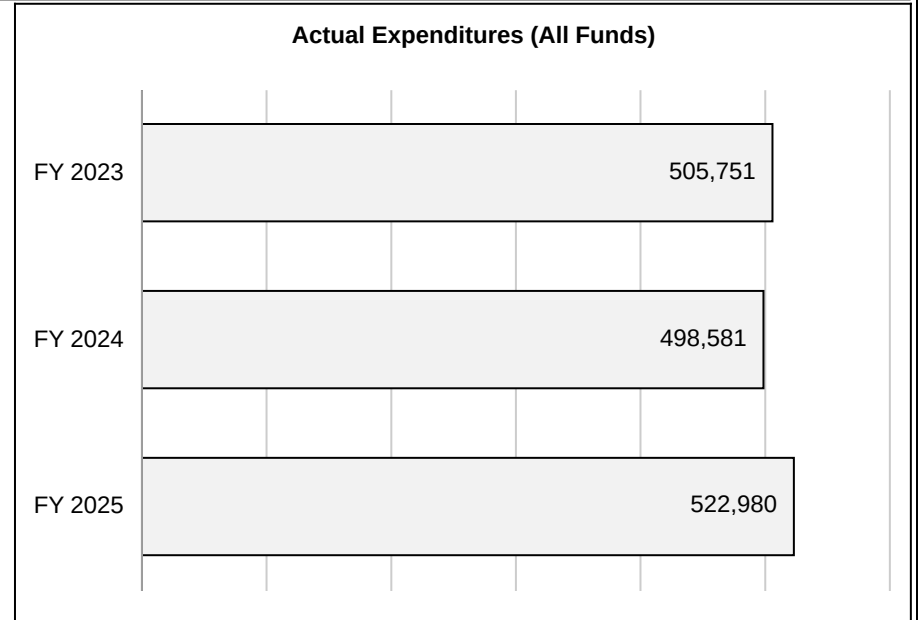 Actual Expenditures (All Funds)
FY 2023
505,751
FY 2024
498,581
FY 2025
522,980